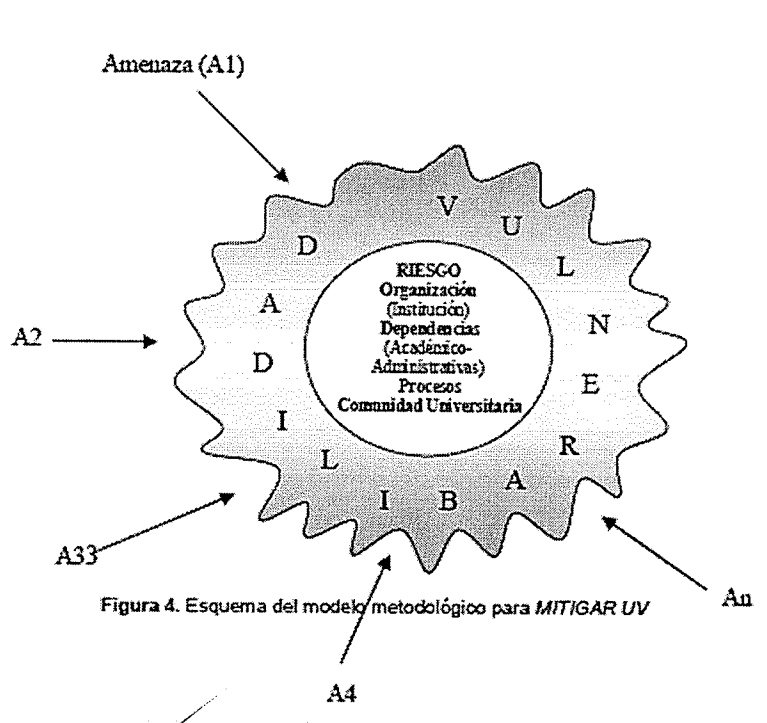 Amenaza (A1)
V U L N E R A B I L I D A D
RIESGO
Organización
(Institución)
Dependencias
(Académico-
Administrativas)
Procesos
Comunidad Universitaria
A2
A33
A4
An
Figura 4. Esquema del modelo metodológico para MITIGAR UV